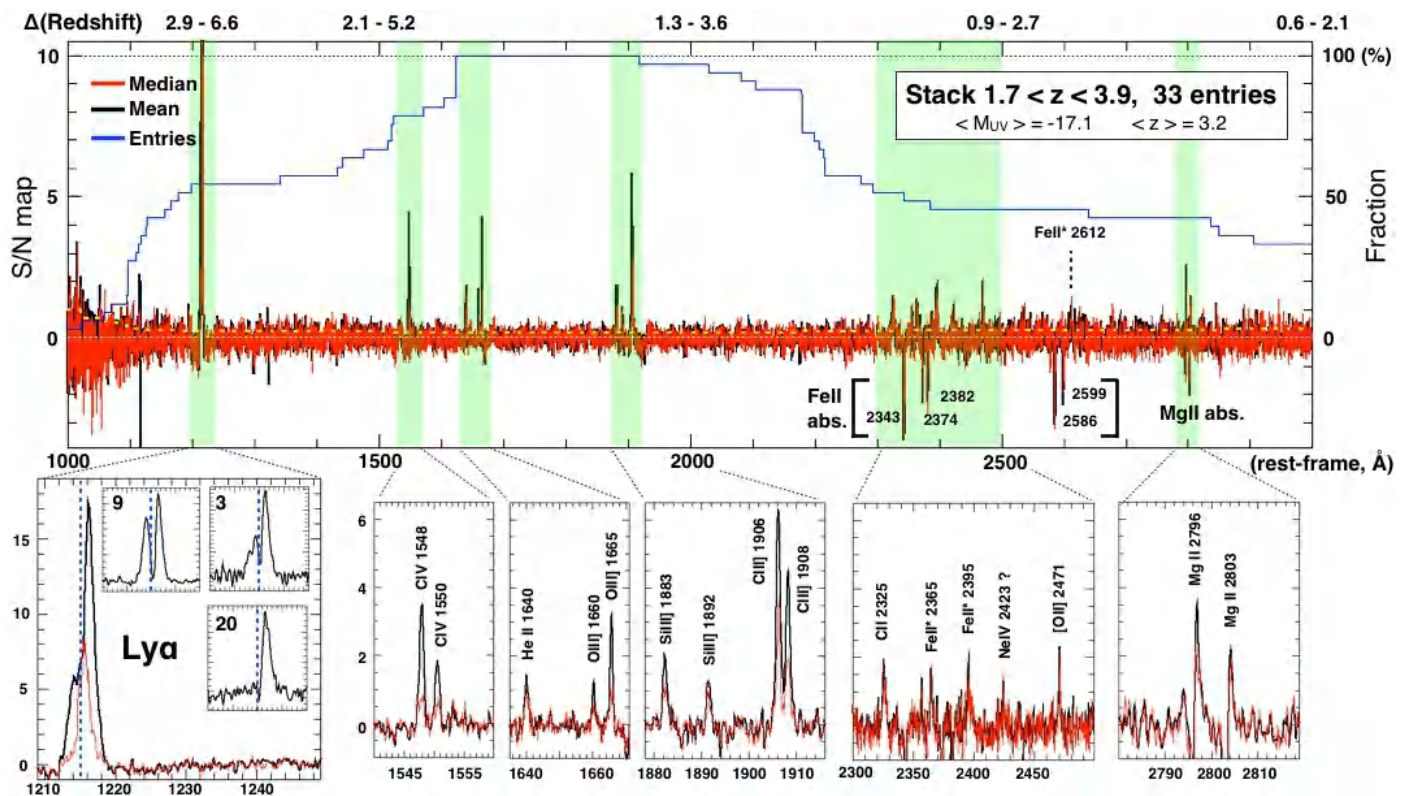 Δ(Redshift) 2.9 - 6.6 2.1 - 5.2 1.3 - 3.6 0.9 - 2.7 0.6 - 2.1
10 100 (%)
Median
Mean
Entries
Stack 1.7 < z < 3.9, 33 entries
< MUV > = -17.1 < z > = 3.2
5 50
S/N map
Fraction
FeII* 2612
0 0
FeII abs.
2343
2374
2382
2586
2599
MgII abs.
1000 1500 2000 2500 (rest-frame, Å)
15
10
5
0
9
3
20
Lyα
1210 1220 1230 1240
6
4
2
0
CIV 1548
CIV 1550
1545 1555
He II 1640
OIII] 1660
OIII] 1665
1640 1660
SiIII] 1883
SiIII] 1892
CIII] 1906
CIII] 1908
1880 1890 1900 1910
CII 2325
FeII* 2365
FeII* 2395
NeIV 2423 ?
[OII] 2471
2300 2350 2400 2450
Mg II 2796
Mg II 2803
2790 2800 2810